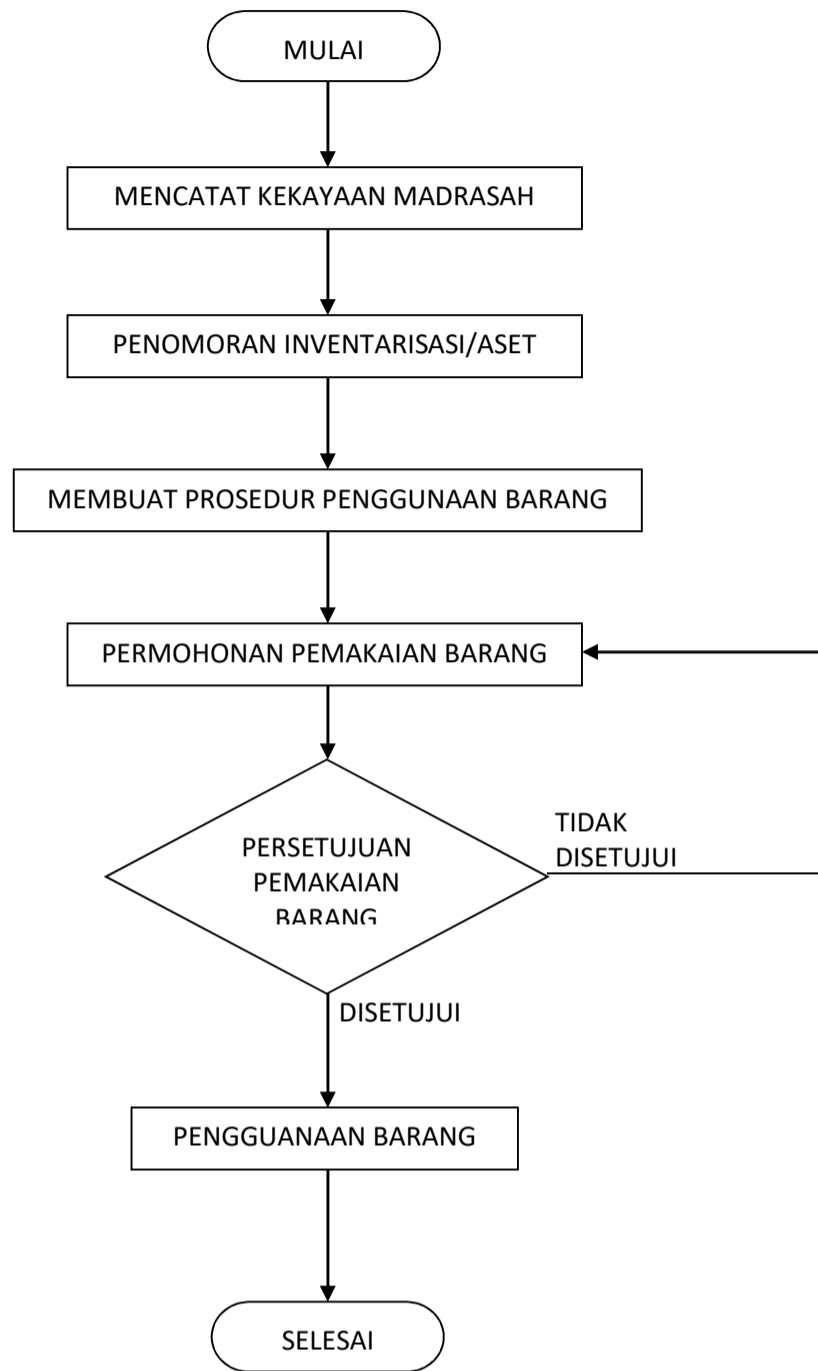 MULAI
MENCATAT KEKAYAAN MADRASAH
PENOMORAN INVENTARISASI/ASET
MEMBUAT PROSEDUR PENGGUNAAN BARANG
PERMOHONAN PEMAKAIAN BARANG
PERSETUJUAN
PEMAKAIAN
BARANG
TIDAK
DISETUJUI
DISETUJUI
PENGGUANAAN BARANG
SELESAI